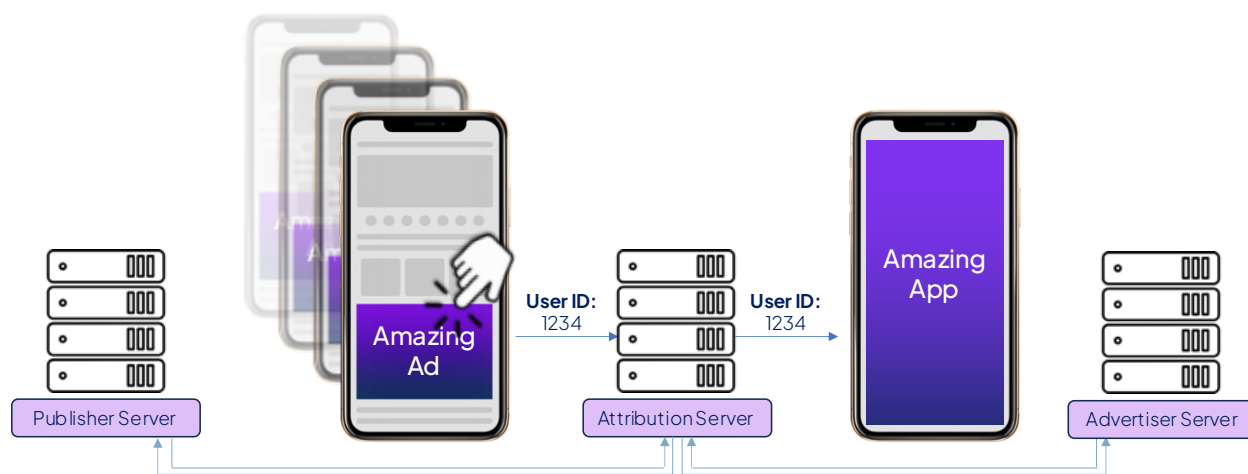 Amazing
Ad
User ID:
1234
User ID:
1234
Amazing
App
Publisher Server
Attribution Server
Advertiser Server